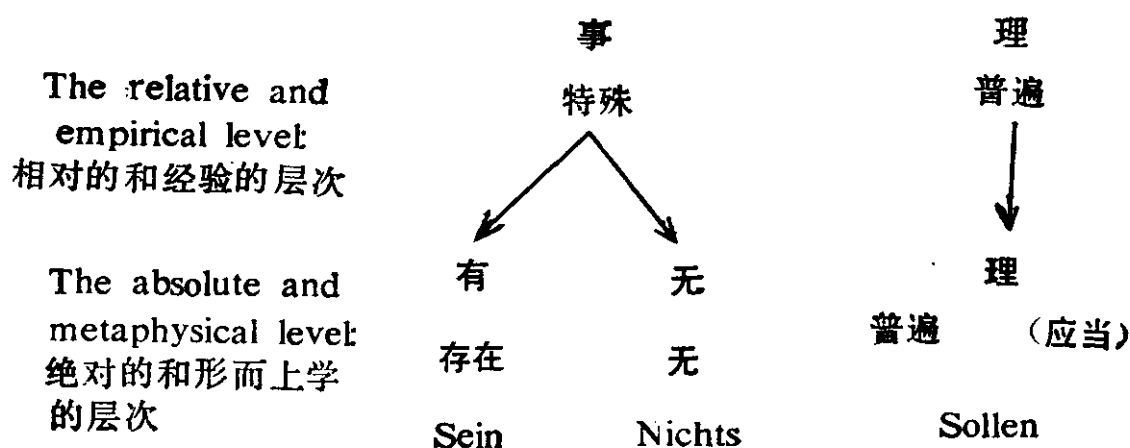 事 理
The relative and 特殊 普遍
empirical level:
相对的和经验的层次
The absolute and 有 无 理
metaphysical level: 普遍 (应当)
绝对的和形而上学 存在 无
的层次
Sein Nichts Sollen